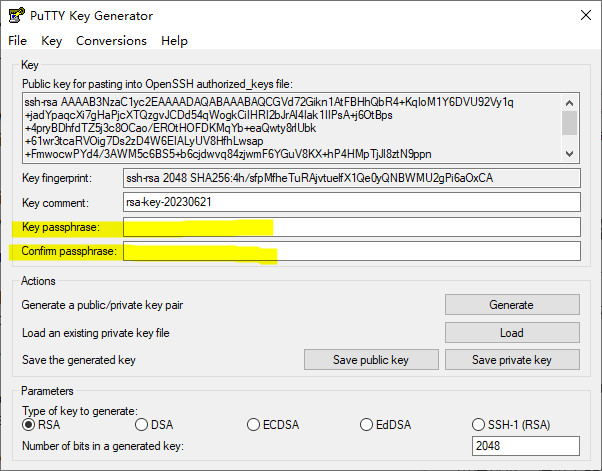 PuTTY Key Generator
File Key Conversions Help
Key
Public key for pasting into OpenSSH authorized_keys file:
ssh-rsa AAAAB3NzaC1yc2EAAAADAQABAAABAQCGVd72Gikn1AtFBHhQbR4+KqIoM1Y6DVU92Vy1q
+jadYpaqcXi7gHaPjcXTQzgvJCDd54qWogkCiIHRI2bJrAl4Iak1IIPsA+j6OtBps
+4pryBDhfdTZ5j3c8OCao/EROtHOFDKMqYb+eaQwty8rlUbk
+61wr3tcaRVOig7Ds2zD4W6EIALyUV8HfhLwsap
+FmwocwPYd4/3AWM5c6BS5+b6cjdwvq84zjwmF6YGuV8KX+hP4HMpTjJI8ztN9ppn
Key fingerprint: ssh-rsa 2048 SHA256:4h/sfpMfheTuRAjvtuelfX1Qe0yQNBWMU2gPi6aOxCA
Key comment: rsa-key-20230621
Key passphrase:
Confirm passphrase:
Actions
Generate a public/private key pair Generate
Load an existing private key file Load
Save the generated key Save public key Save private key
Parameters
Type of key to generate:
RSA DSA ECDSA EdDSA SSH-1 (RSA)
Number of bits in a generated key: 2048